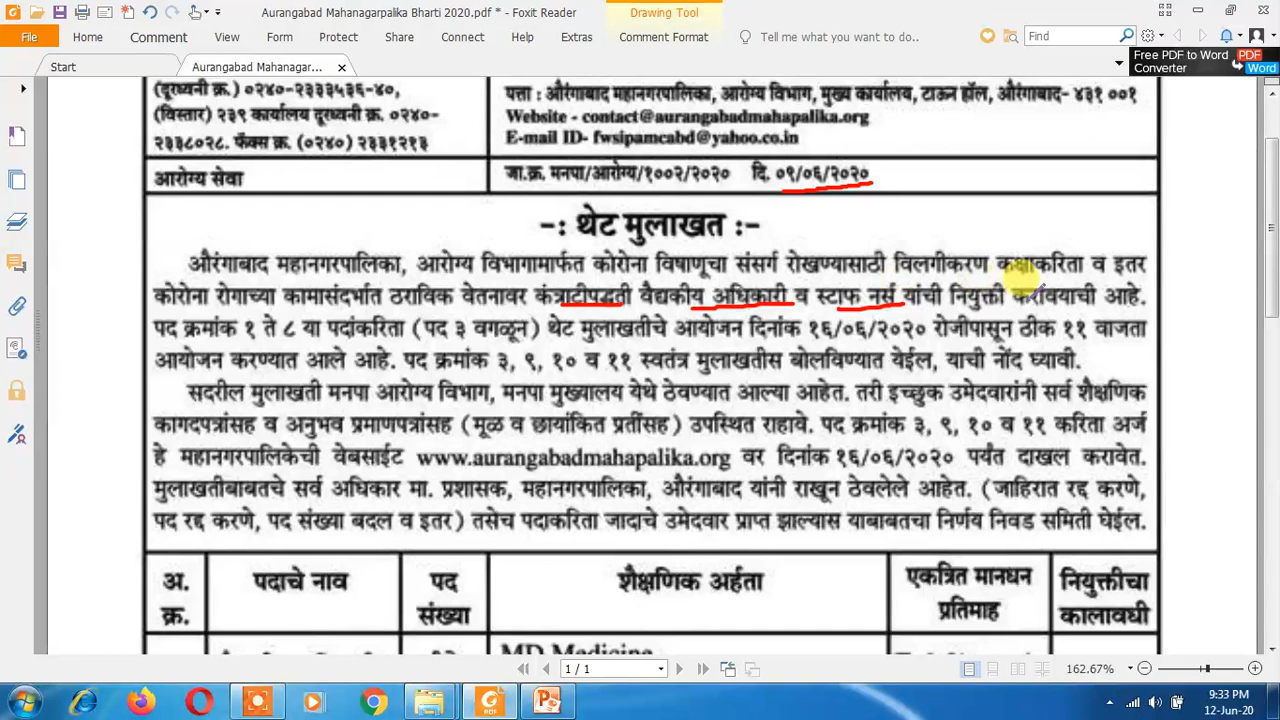 Aurangabad Mahanagarpalika Bharti 2020.pdf * - Foxit Reader
Drawing Tool
File Home Comment View Form Protect Connect Help Extras Comment Format Tell me what you want to do.. Find
Free PDF to Word Converter PDF Word
Start
Aurangabad Mahanagar...
(दूरध्वनी क्र.) ०२४०-२३३३५३६-४०,
(विस्तार) २३९ कार्यालय दूरध्वनी क्र. ०२४०-
२३३८०२८. फॅक्स क्र. (०२४०) २३३१२१३
पत्ता : औरंगाबाद महानगरपालिका, आरोग्य विभाग, मुख्य कार्यालय, टाऊन हॉल, औरंगाबाद- ४३१ ००१
Website - contact@aurangabadmahapalika.org
E-mail ID- fwsipamcabd@yahoo.co.in
आरोग्य सेवा
जा.क्र. मनपा/आरोग्य/१००२/२०२० दि. ०९/०६/२०२०
-: थेट मुलाखत :-
औरंगाबाद महानगरपालिका, आरोग्य विभागामार्फत कोरोना विषाणूचा संसर्ग रोखण्यासाठी विलगीकरण कक्षाकरिता व इतर
कोरोना रोगाच्या कामासंदर्भात ठराविक वेतनावर कंत्राटीपद्धती वैद्यकीय अधिकारी व स्टाफ नर्स यांची नियुक्ती करावयाची आहे.
पद क्रमांक १ ते ८ या पदांकरिता (पद ३ वगळून) थेट मुलाखतीचे आयोजन दिनांक १६/०६/२०२० रोजीपासून ठीक ११ वाजता
आयोजन करण्यात आले आहे. पद क्रमांक ३, ९, १० व ११ स्वतंत्र मुलाखतीस बोलविण्यात येईल, याची नोंद घ्यावी.
सदरील मुलाखती मनपा आरोग्य विभाग, मनपा मुख्यालय येथे ठेवण्यात आल्या आहेत. तरी इच्छुक उमेदवारांनी सर्व शैक्षणिक
कागदपत्रांसह व अनुभव प्रमाणपत्रांसह (मूळ व छायांकित प्रतींसह) उपस्थित राहावे. पद क्रमांक ३, ९, १० व ११ करिता अर्ज
हे महानगरपालिकेची वेबसाईट www.aurangabadmahapalika.org वर दिनांक १६/०६/२०२० पर्यंत दाखल करावेत.
मुलाखतीबाबतचे सर्व अधिकार मा. प्रशासक, महानगरपालिका, औरंगाबाद यांनी राखून ठेवलेले आहेत. (जाहिरात रद्द करणे,
पद रद्द करणे, पद संख्या बदल व इतर) तसेच पदाकरिता जादाचे उमेदवार प्राप्त झाल्यास याबाबतचा निर्णय निवड समिती घेईल.
अ. क्र.
पदाचे नाव
पद संख्या
शैक्षणिक अर्हता
एकत्रित मानधन प्रतिमाह
नियुक्तीचा कालावधी
MD Medicine
1 / 1
162.67%
9:33 PM
12-Jun-20